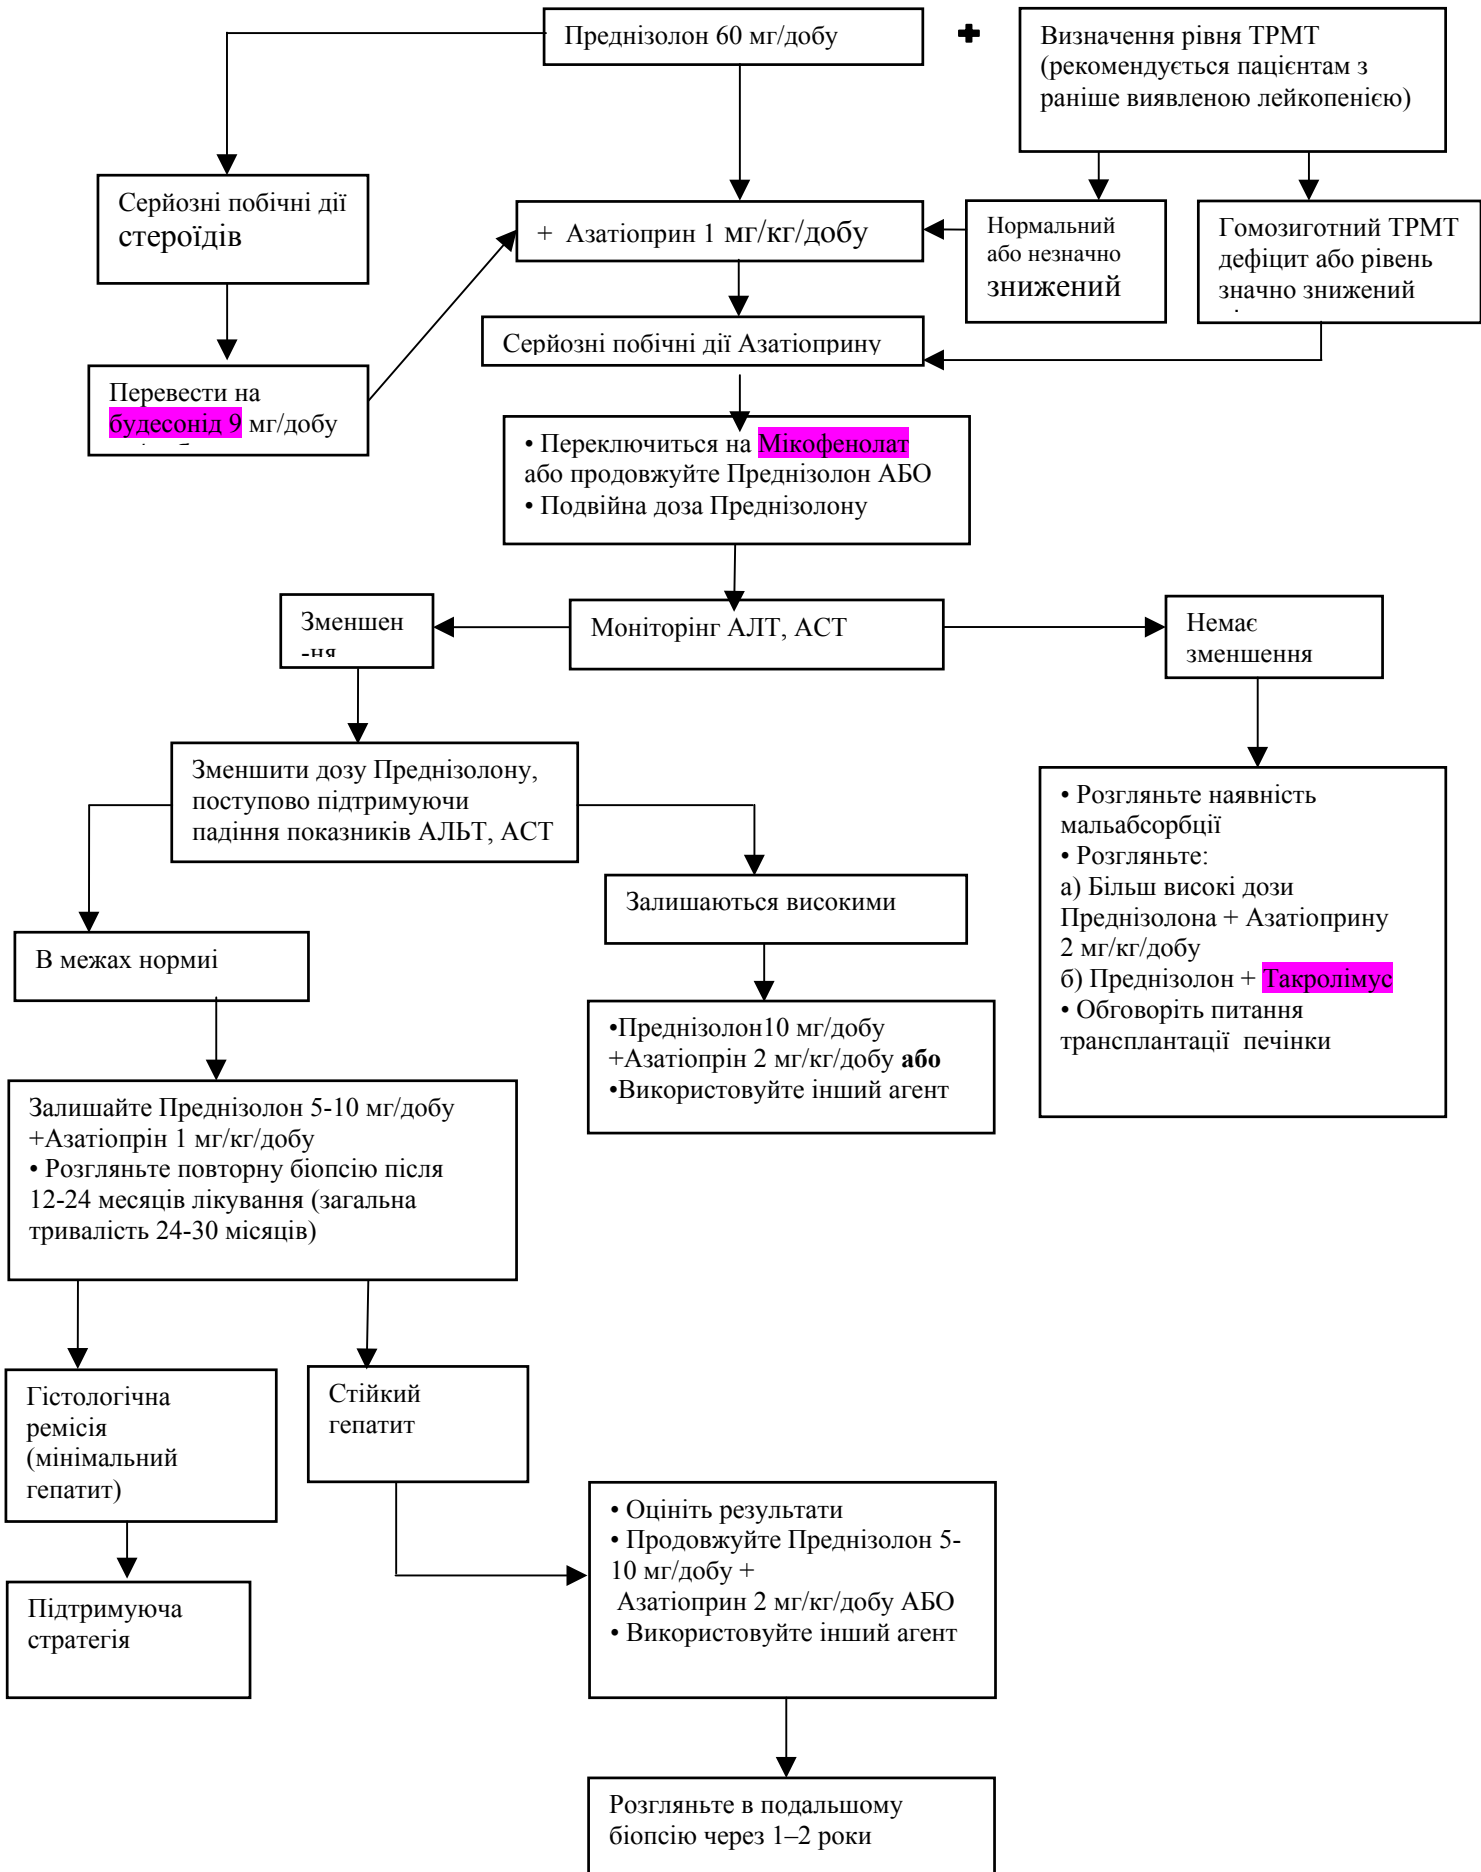 Преднізолон 60 мг/добу
+
Визначення рівня ТРМТ
(рекомендується пацієнтам з
раніше виявленою лейкопенією)
Серйозні побічні дії
стероїдів
+ Азатіоприн 1 мг/кг/добу
Нормальний
або незначно
знижений
Гомозиготний ТРМТ
дефіцит або рівень
значно знижений
Серйозні побічні дії Азатіоприну
Перевести на
будесонід 9 мг/добу
• Переключиться на Мікофенолат
або продовжуйте Преднізолон АБО
• Подвійна доза Преднізолону
Зменшен
-ня
Моніторінг АЛТ, АСТ
Немає
зменшення
Зменшити дозу Преднізолону,
поступово підтримуючи
падіння показників АЛЬТ, АСТ
• Розгляньте наявність
мальабсорбції
• Розгляньте:
а) Більш високі дози
Преднізолона + Азатіоприну
2 мг/кг/добу
б) Преднізолон + Такролімус
• Обговоріть питання
трансплантації печінки
Залишаються високими
В межах нормиі
•Преднізолон10 мг/добу
+Азатіопрін 2 мг/кг/добу або
•Використовуйте інший агент
Залишайте Преднізолон 5-10 мг/добу
+Азатіопрін 1 мг/кг/добу
• Розгляньте повторну біопсію після
12-24 месяців лікування (загальна
тривалість 24-30 місяців)
Гістологічна
ремісія
(мінімальний
гепатит)
Стійкий
гепатит
• Оцініть результати
• Продовжуйте Преднізолон 5-
10 мг/добу +
Азатіоприн 2 мг/кг/добу АБО
• Використовуйте інший агент
Підтримуюча
стратегія
Розгляньте в подальшому
біопсію через 1–2 роки